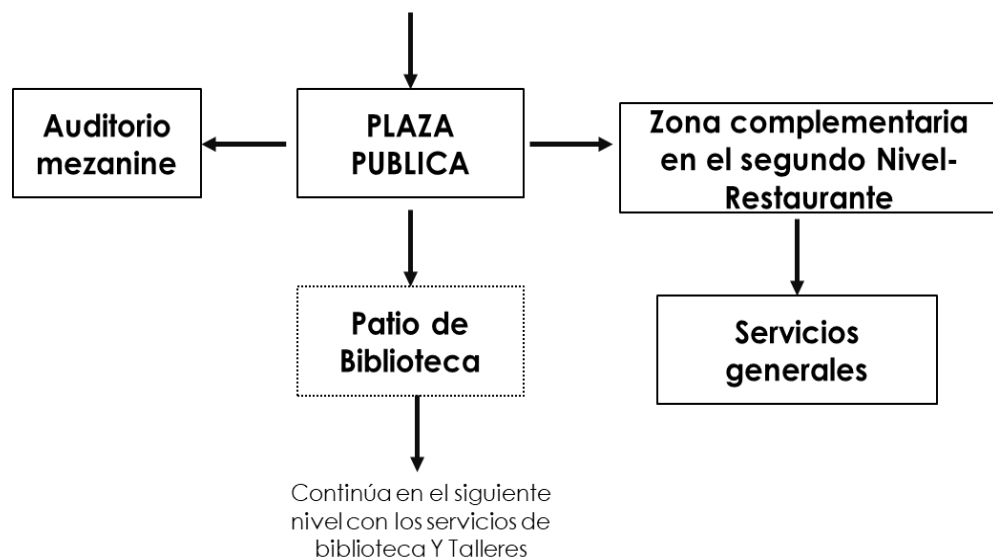 Auditorio
mezanine
PLAZA
PUBLICA
Zona complementaria
en el segundo Nivel-
Restaurante
Patio de
Biblioteca
Servicios
generales
Continúa en el siguiente
nivel con los servicios de
biblioteca Y Talleres